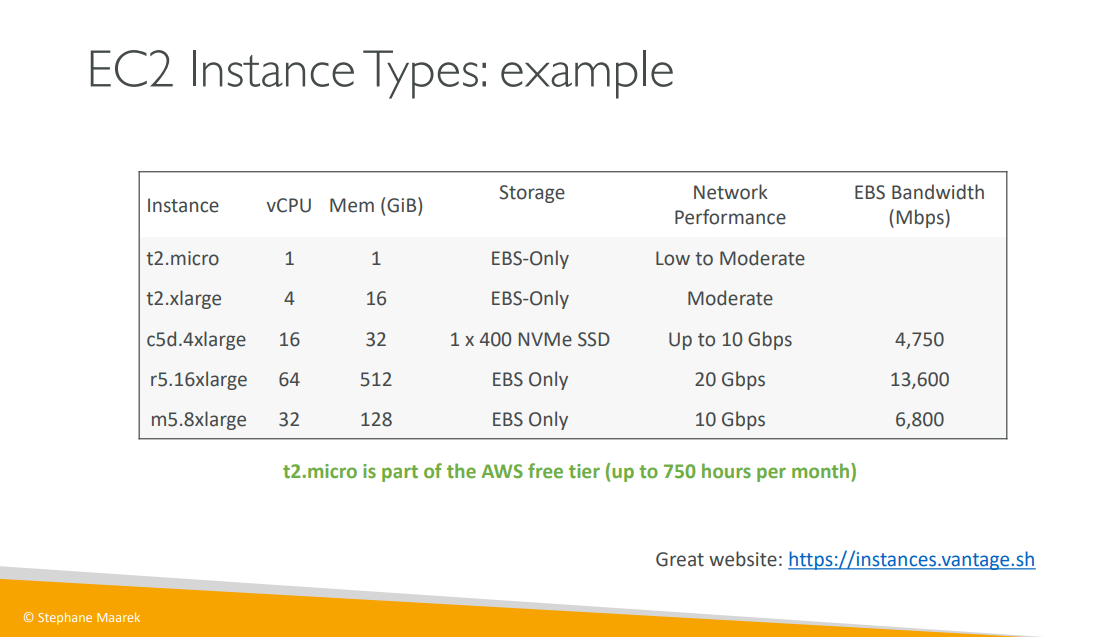 EC2 Instance Types: example
Instance vCPU Mem (GiB) Storage Network Performance EBS Bandwidth (Mbps)
t2.micro 1 1 EBS-Only Low to Moderate
t2.xlarge 4 16 EBS-Only Moderate
c5d.4xlarge 16 32 1 x 400 NVMe SSD Up to 10 Gbps 4,750
r5.16xlarge 64 512 EBS Only 20 Gbps 13,600
m5.8xlarge 32 128 EBS Only 10 Gbps 6,800
t2.micro is part of the AWS free tier (up to 750 hours per month)
Great website: https://instances.vantage.sh
© Stephane Maarek